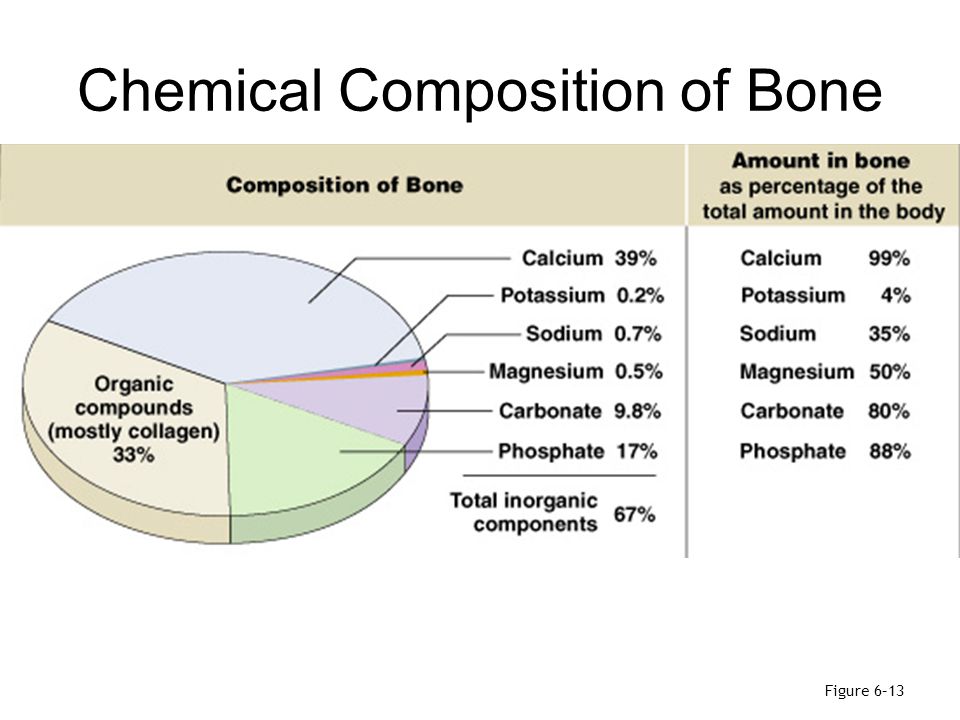 Chemical Composition of Bone
Composition of Bone
Amount in bone
as percentage of the
total amount in the body
Calcium 39%
Potassium 0.2%
Sodium 0.7%
Magnesium 0.5%
Carbonate 9.8%
Phosphate 17%
Total inorganic
components 67%
Organic
compounds
(mostly collagen)
33%
Calcium 99%
Potassium 4%
Sodium 35%
Magnesium 50%
Carbonate 80%
Phosphate 88%
Figure 6-13